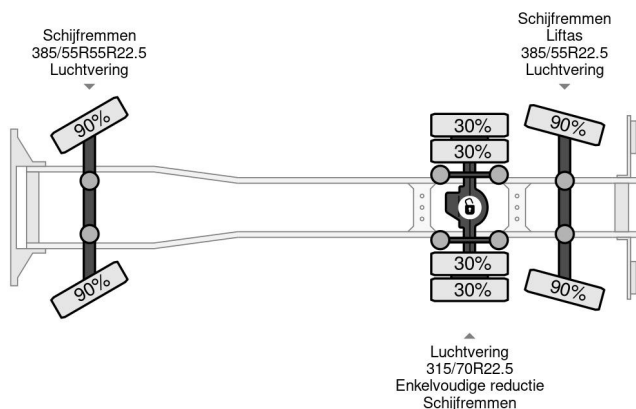 Schijfremmen
385/55R55R22.5
Luchtvering
Schijfremmen
Liftas
385/55R22.5
Luchtvering
90%
30%
90%
30%
30%
90%
30%
90%
Luchtvering
315/70R22.5
Enkelvoudige reductie
Schijfremmen